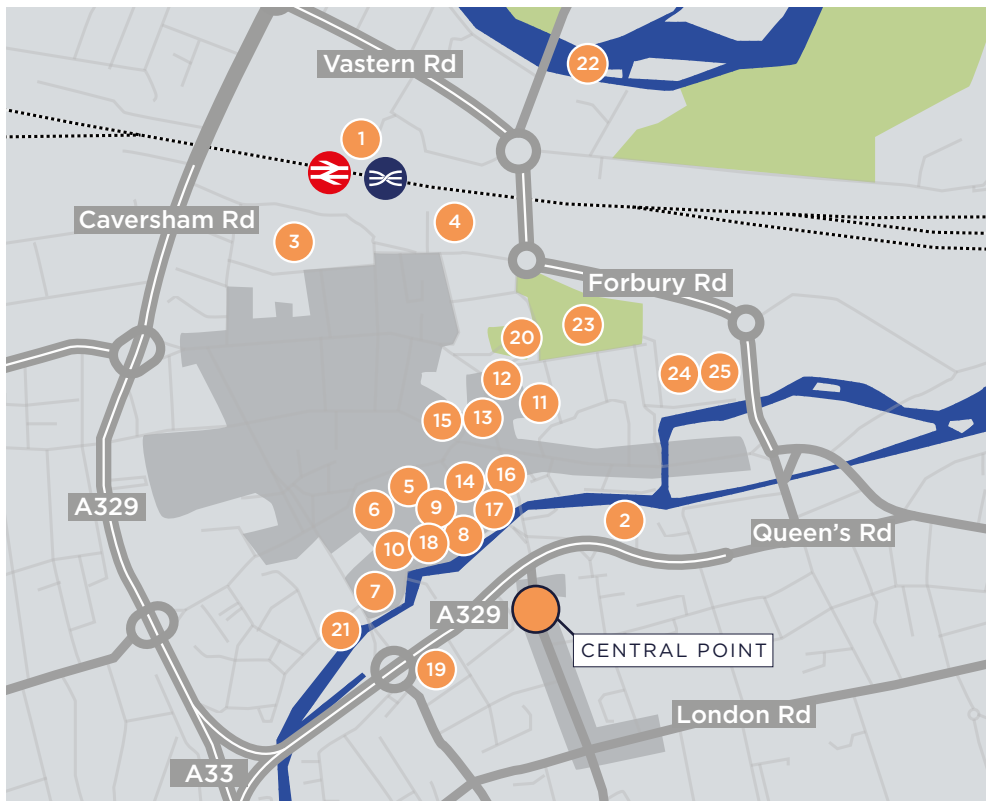 22
Vastern Rd
1
Caversham Rd
4
3
Forbury Rd
23
20
12
24
25
11
15
13
16
14
5
9
6
17
2
A329
8
18
10
Queen's Rd
7
A329
21
CENTRAL POINT
19
London Rd
A33